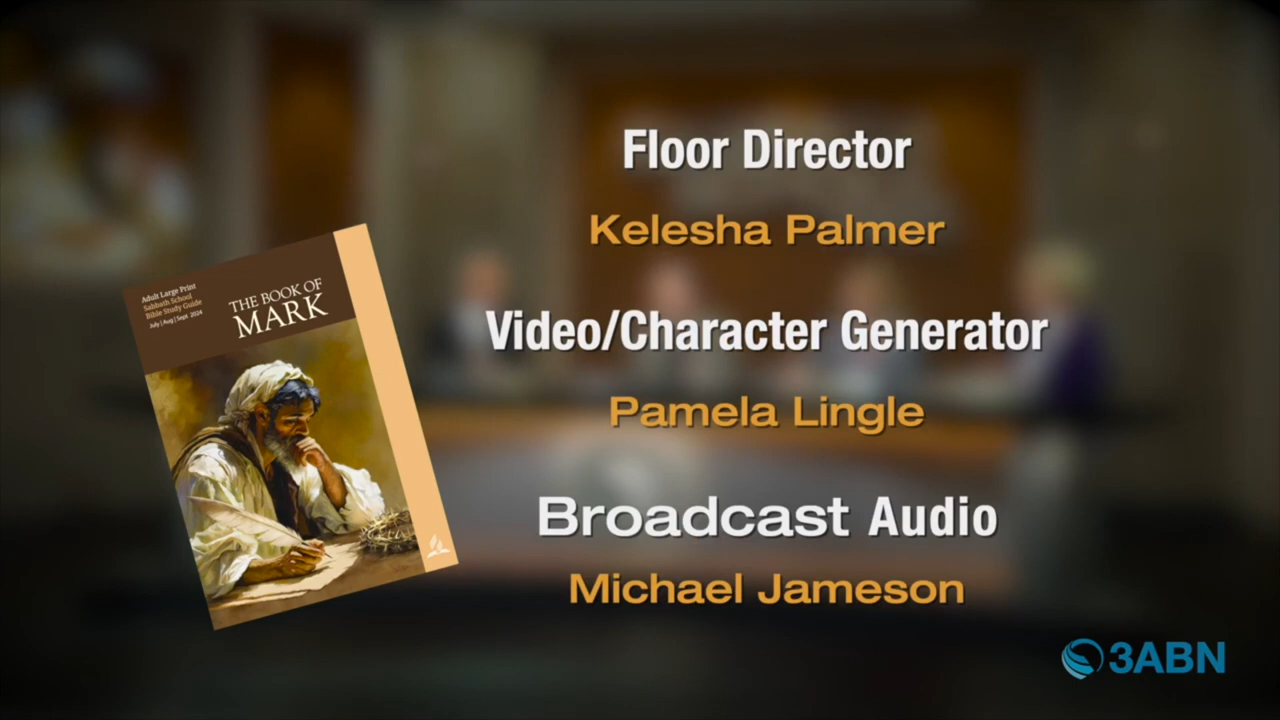 Floor Director
Kelesha Palmer
Adult Large Print
Sabbath School
Bible Study Guide
July | Aug | Sept 2024
THE BOOK OF
MARK
Video/Character Generator
Pamela Lingle
Broadcast Audio
Michael Jameson
3ABN